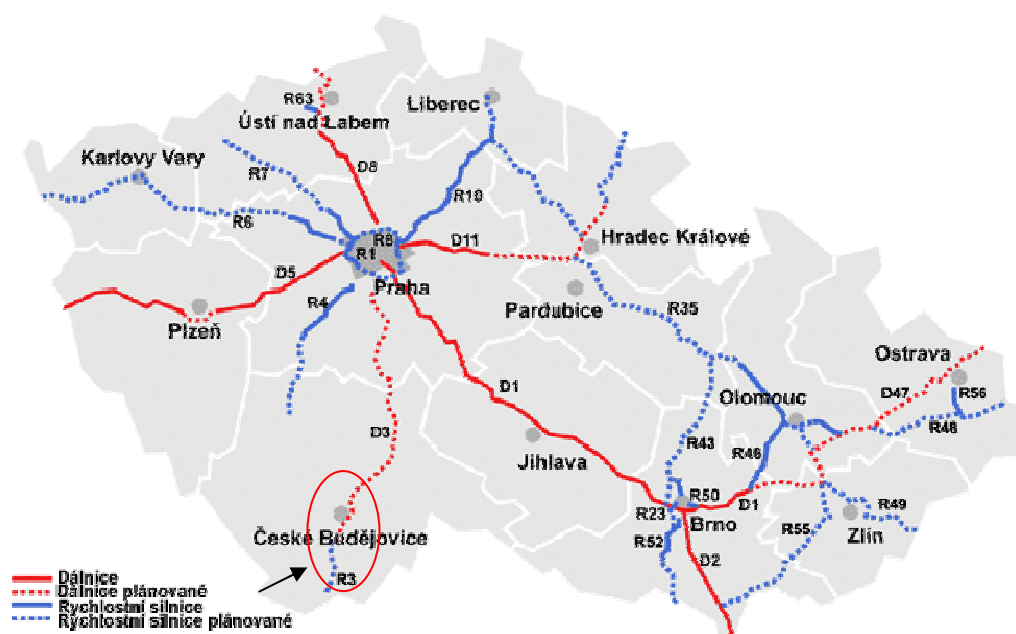 R63
Liberec
Ústí nad Labem
Karlovy Vary
R7
D8
R10
R6
R6
R1
D11
Hradec Králové
D5
Praha
R4
Pardubice
R35
Plzeň
Ostrava
D1
D47
R56
Olomouc
D3
R48
R43
Jihlava
R46
R50
D1
R49
R23
Brno
R55
České Budějovice
R52
Zlín
D2
R3
Dálnice
Dálnice plánované
Rychlostní silnice
Rychlostní silnice plánované